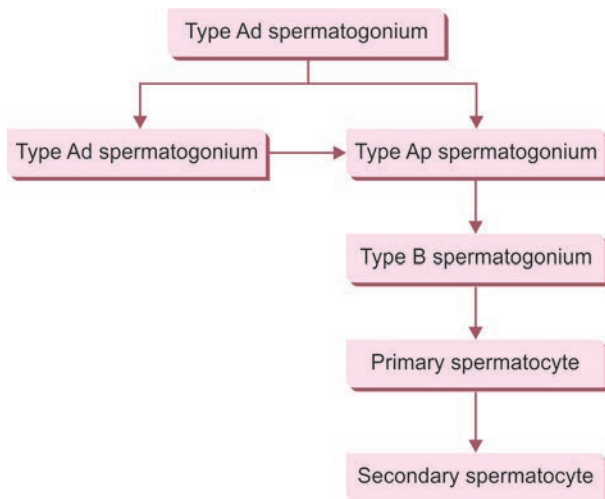 Type Ad spermatogonium
Type Ad spermatogonium
Type Ap spermatogonium
Type B spermatogonium
Primary spermatocyte
Secondary spermatocyte